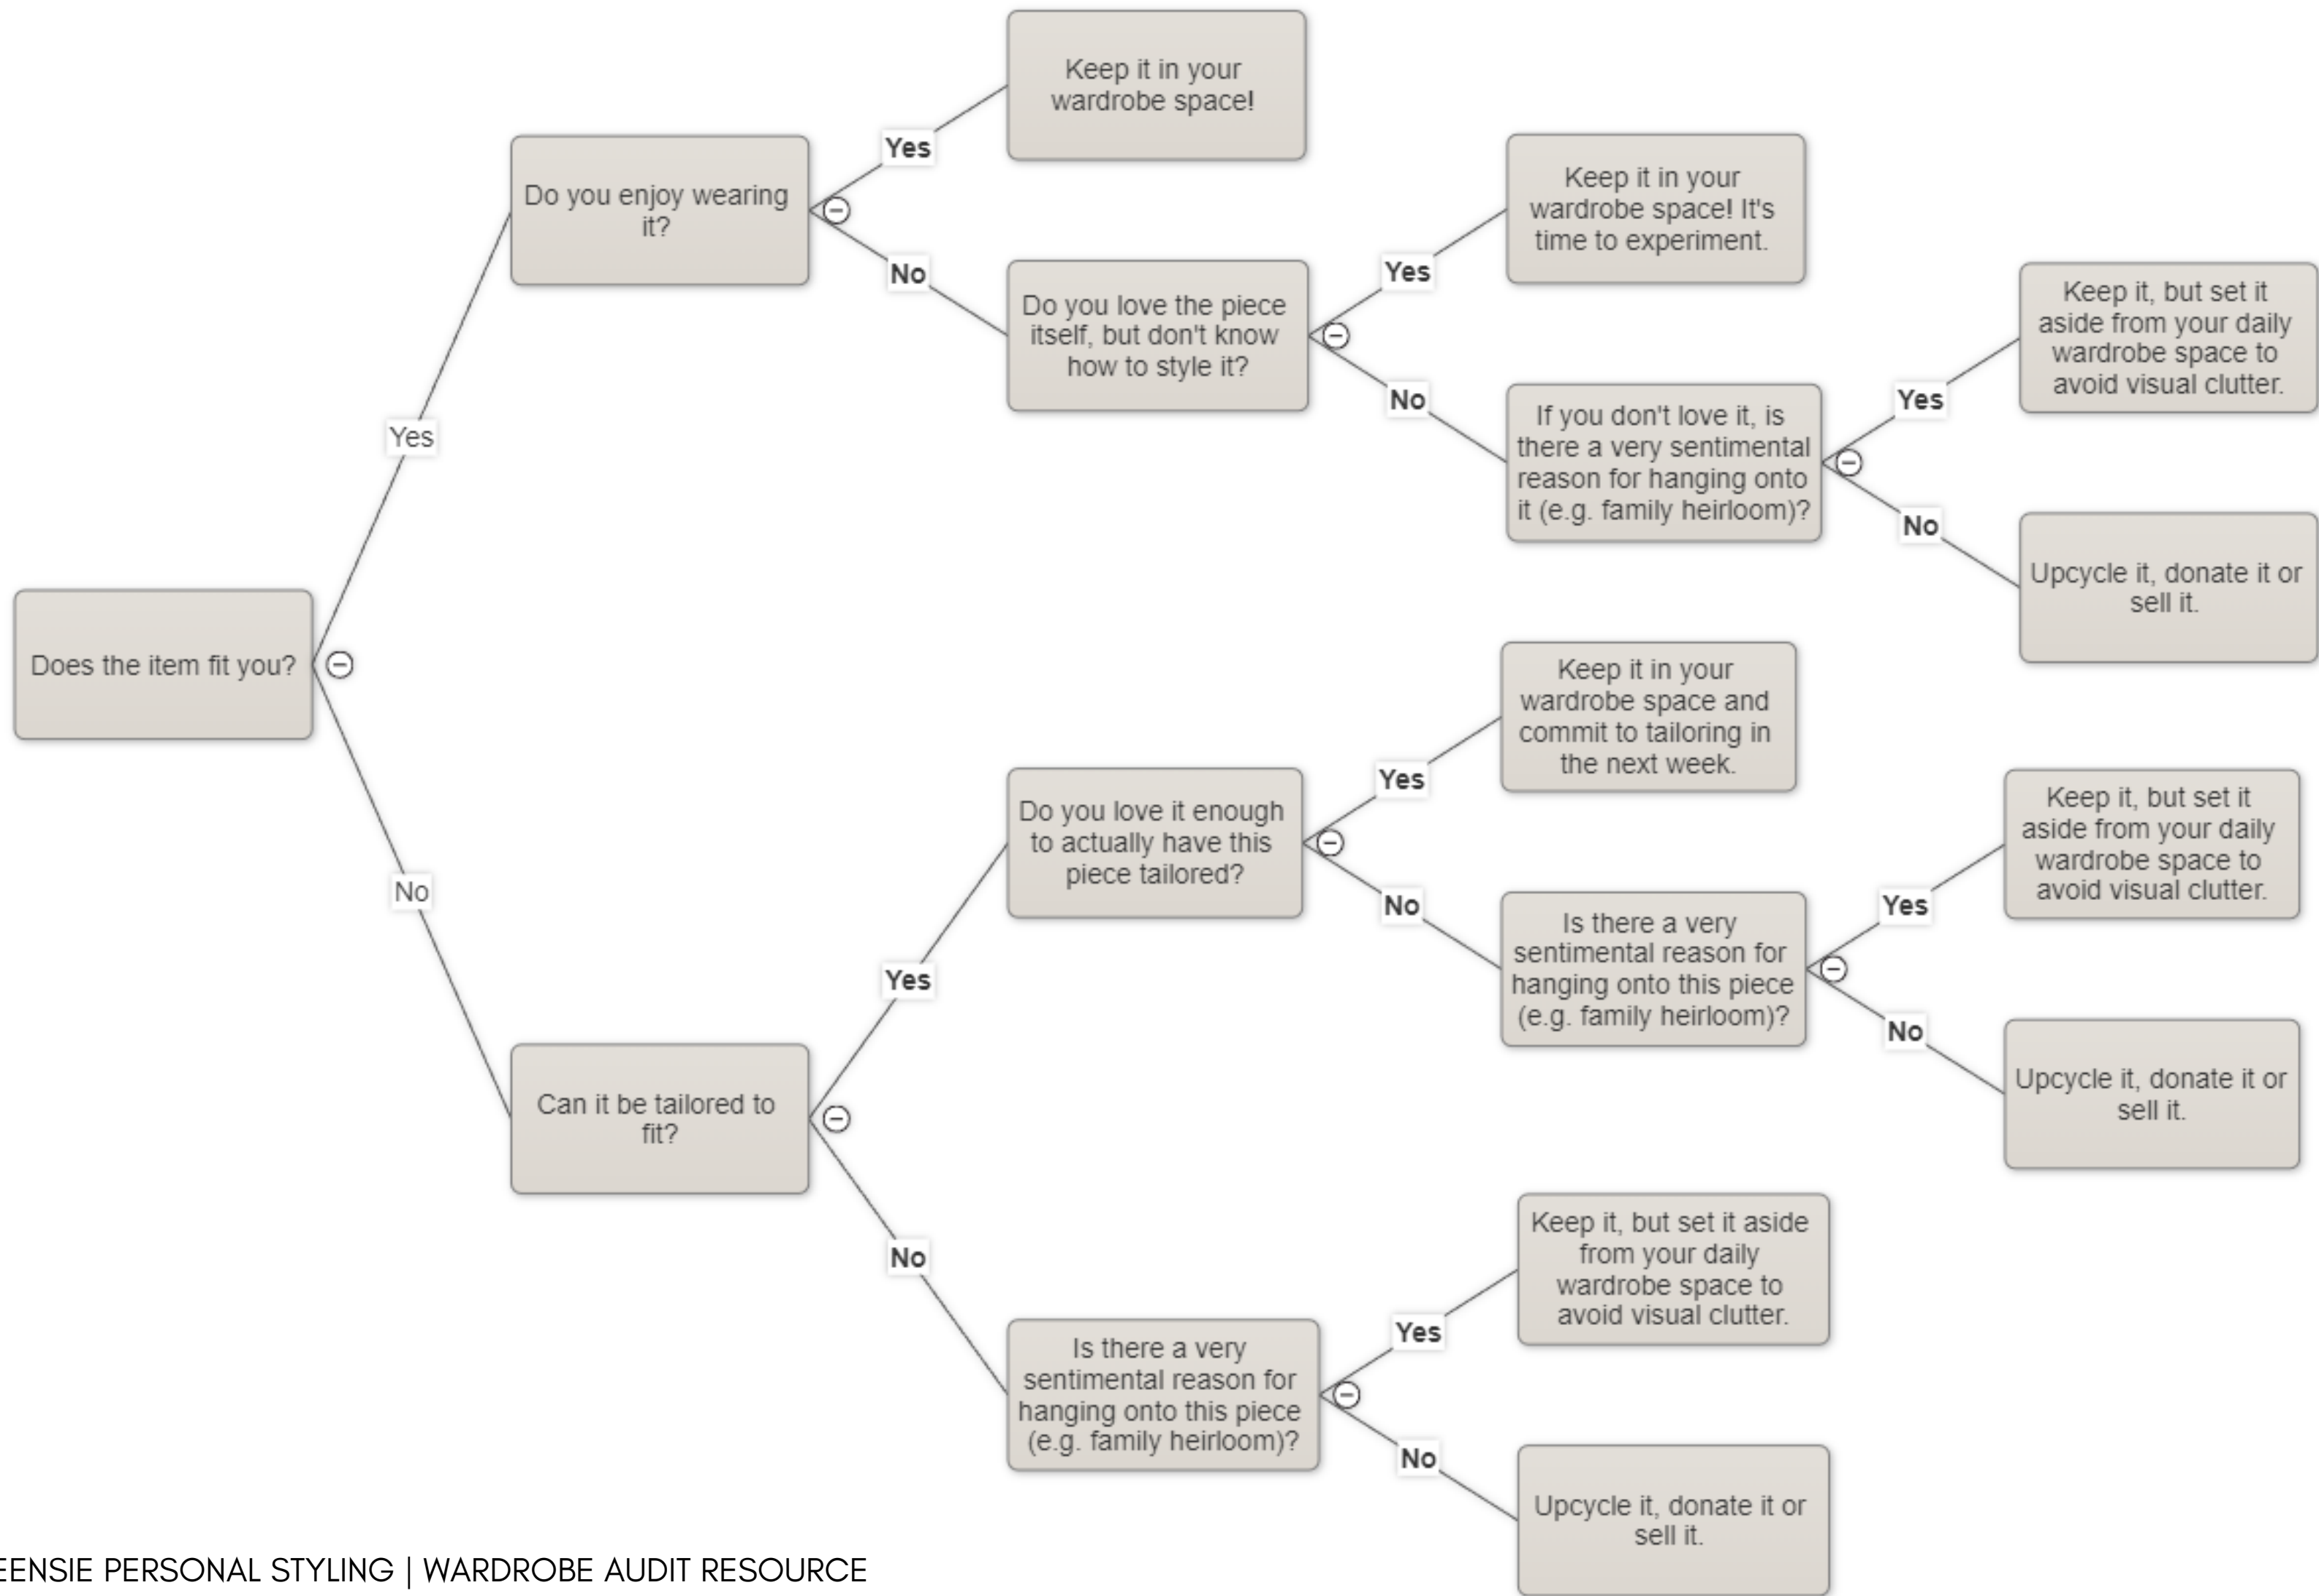 Keep it in your
wardrobe space!
Yes
Do you enjoy wearing
it?
No
Keep it in your
wardrobe space! It's
time to experiment.
Yes
Do you love the piece
itself, but don't know
how to style it?
No
Keep it, but set it
aside from your daily
wardrobe space to
avoid visual clutter.
Yes
If you don't love it, is
there a very sentimental
reason for hanging onto
it (e.g. family heirloom)?
No
Upcycle it, donate it or
sell it.
Yes
Does the item fit you?
No
Keep it in your
wardrobe space and
commit to tailoring in
the next week.
Yes
Do you love it enough
to actually have this
piece tailored?
No
Keep it, but set it
aside from your daily
wardrobe space to
avoid visual clutter.
Yes
Is there a very
sentimental reason for
hanging onto this piece
(e.g. family heirloom)?
No
Upcycle it, donate it or
sell it.
Yes
Can it be tailored to
fit?
No
Keep it, but set it aside
from your daily
wardrobe space to
avoid visual clutter.
Yes
Is there a very
sentimental reason for
hanging onto this piece
(e.g. family heirloom)?
No
Upcycle it, donate it or
sell it.
PERSONAL STYLING | WARDROBE AUDIT RESOURCE